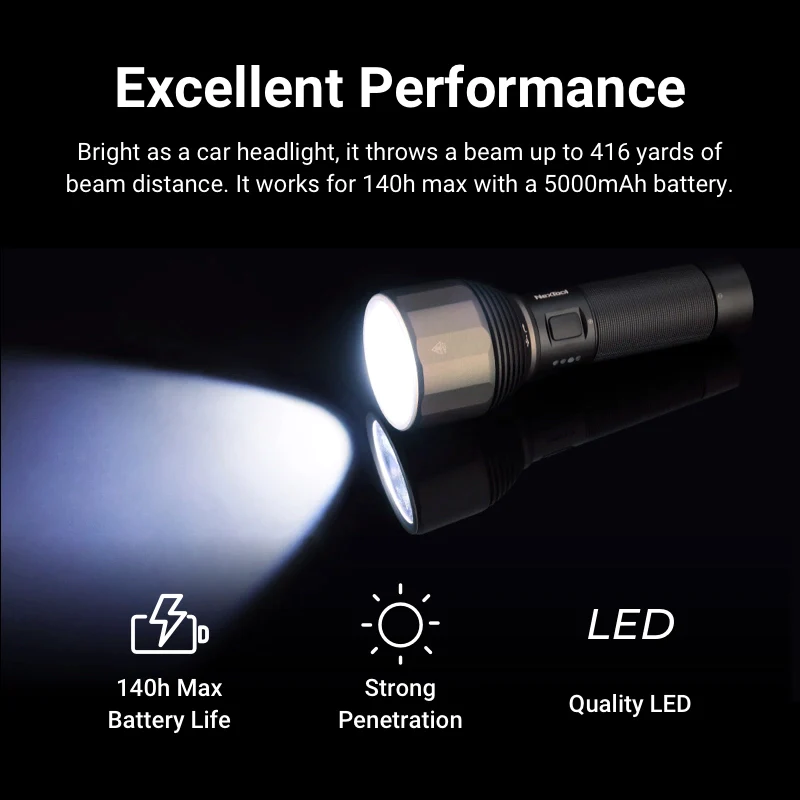 Excellent Performance
Bright as a car headlight, it throws a beam up to 416 yards of
beam distance. It works for 140h max with a 5000mAh battery.
NexTool
LED
140h Max
Battery Life
Strong
Penetration
Quality LED